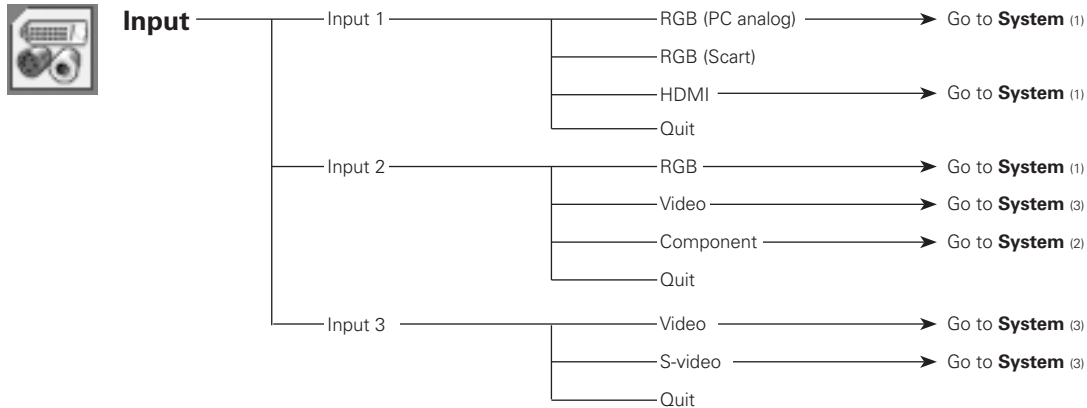 Input Input 1 RGB (PC analog) Go to System (1)
RGB (Scart)
HDMI Go to System (1)
Quit
Input 2 RGB Go to System (1)
Video Go to System (3)
Component Go to System (2)
Quit
Input 3 Video Go to System (3)
S-video Go to System (3)
Quit